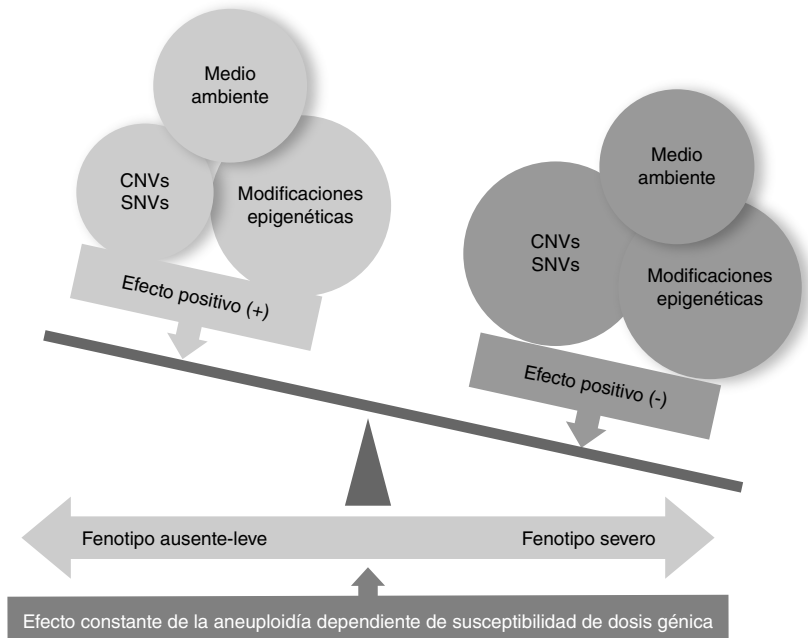 Medio
ambiente
CNVs
SNVs
Modificaciones
epigenéticas
Efecto positivo (+)
Medio
ambiente
CNVs
SNVs
Modificaciones
epigenéticas
Efecto positivo (-)
Fenotipo ausente-leve
Fenotipo severo
Efecto constante de la aneuploidía dependiente de susceptibilidad de dosis génica